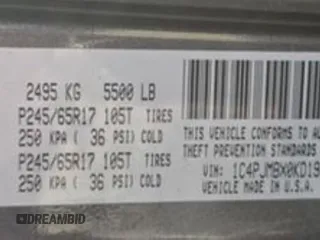 2495 KG 5500 LB
P245/65R17 105T TIRES
250 KPA ( 36 PSI) COLD
P245/65R17 105T TIRES
250 KPA ( 36 PSI) COLD
THIS VEHICLE CONFORMS
THEFT PREVENTION STANDARDS
VIN: 1C4PJMBX0KD19
VEHICLE MADE IN U.S.A.
DREAMBID